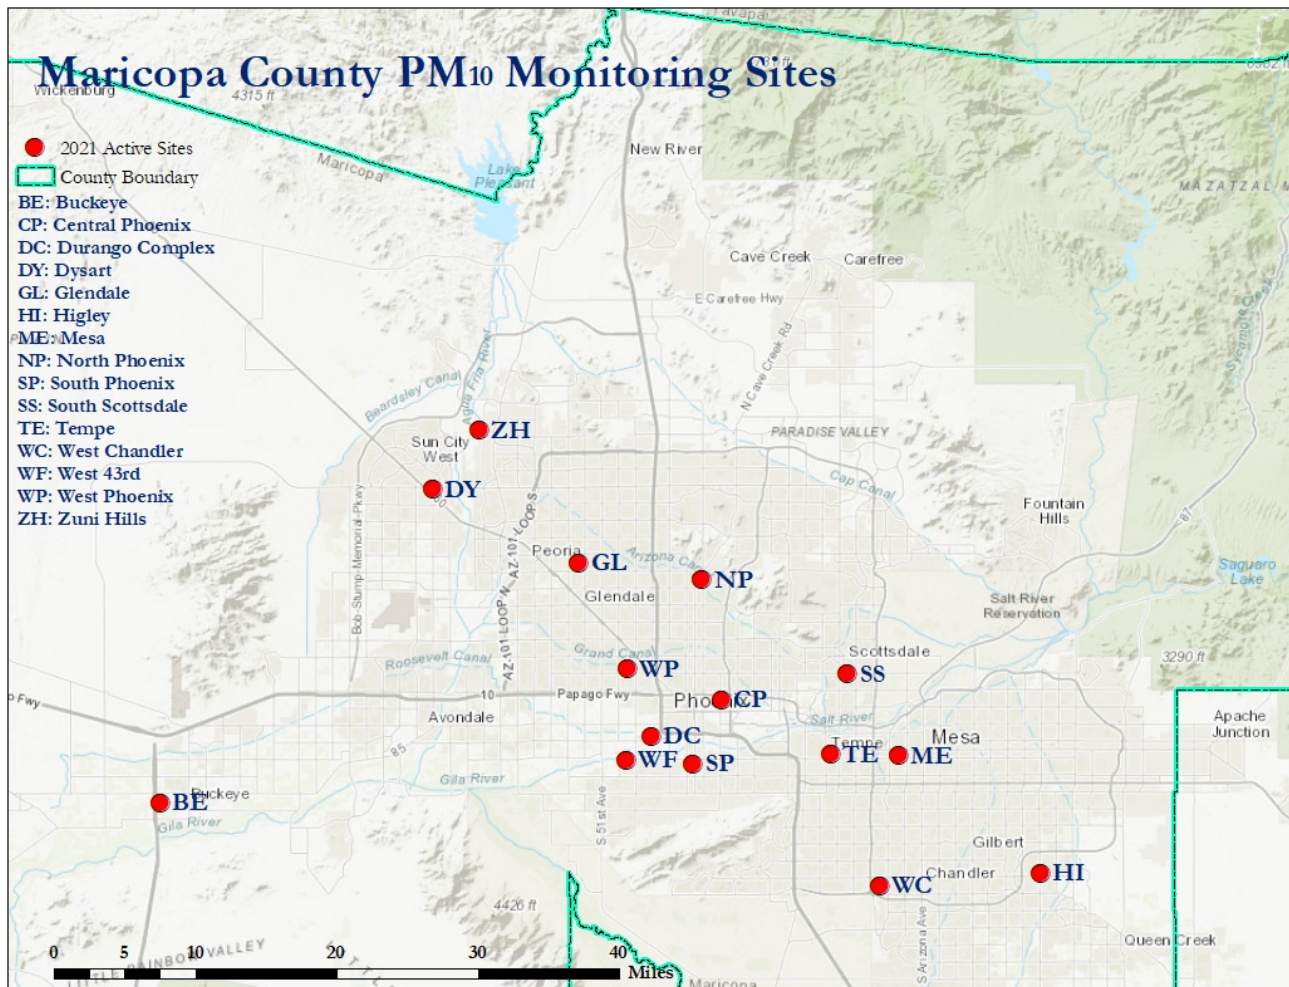 Yavapai
Maricopa County PM10 Monitoring Sites
Wickenburg
4315 ft
2021 Active Sites
County Boundary
BE: Buckeye
CP: Central Phoenix
DC: Durango Complex
DY: Dysart
GL: Glendale
HI: Higley
ME: Mesa
NP: North Phoenix
SP: South Phoenix
SS: South Scottsdale
TE: Tempe
WC: West Chandler
WF: West 43rd
WP: West Phoenix
ZH: Zuni Hills
Maricopa
Lake
Pleasant
New River
MAZATZAL M
Cave Creek
Carefree
E Carefree Hwy
N Cave Creek Rd
Sycamore Creek
Agua Fria River
Beardsley Canal
ZH
Sun City
West
PARADISE VALLEY
Cap Canal
DY
60
Bob-Stump-Memorial-Pkwy
AZ-101-LOOP S
Fountain
Hills
87
Peoria
GL
Arizona Canal
NP
Glendale
Saguaro
Lake
Salt River
Reservation
AZ-101-LOOP N
Roosevelt Canal
Grand Canal
WP
Scottsdale
SS
3290 ft
o Fwy
10
Papago Fwy
Phoenix
CP
Avondale
Salt River
Apache
Junction
85
DC
Tempe
TE
Mesa
ME
WF
SP
Gila River
BE
Buckeye
Gila River
S 51st Ave
Gilbert
Chandler
HI
WC
4426 ft
S Arizona Ave
Queen Creek
0 5 10 20 30 40
Miles
Maricopa